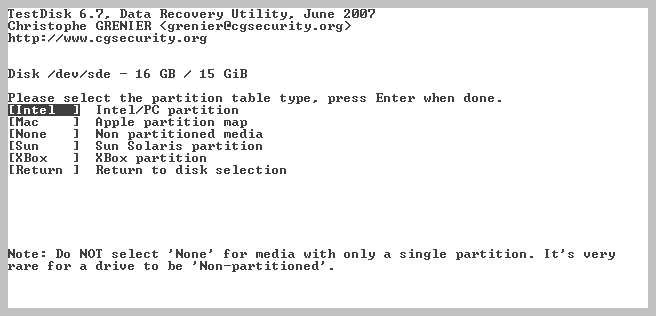 TestDisk 6.7, Data Recovery Utility, June 2007
Christophe GRENIER <grenier@cgsecurity.org>
http://www.cgsecurity.org
Disk /dev/sde - 16 GB / 15 GiB
Please select the partition table type, press Enter when done.
[Intel  ]  Intel/PC partition
[Mac    ]  Apple partition map
[None   ]  Non partitioned media
[Sun    ]  Sun Solaris partition
[XBox   ]  XBox partition
[Return ]  Return to disk selection
Note: Do NOT select 'None' for media with only a single partition. It's very
rare for a drive to be 'Non-partitioned'.